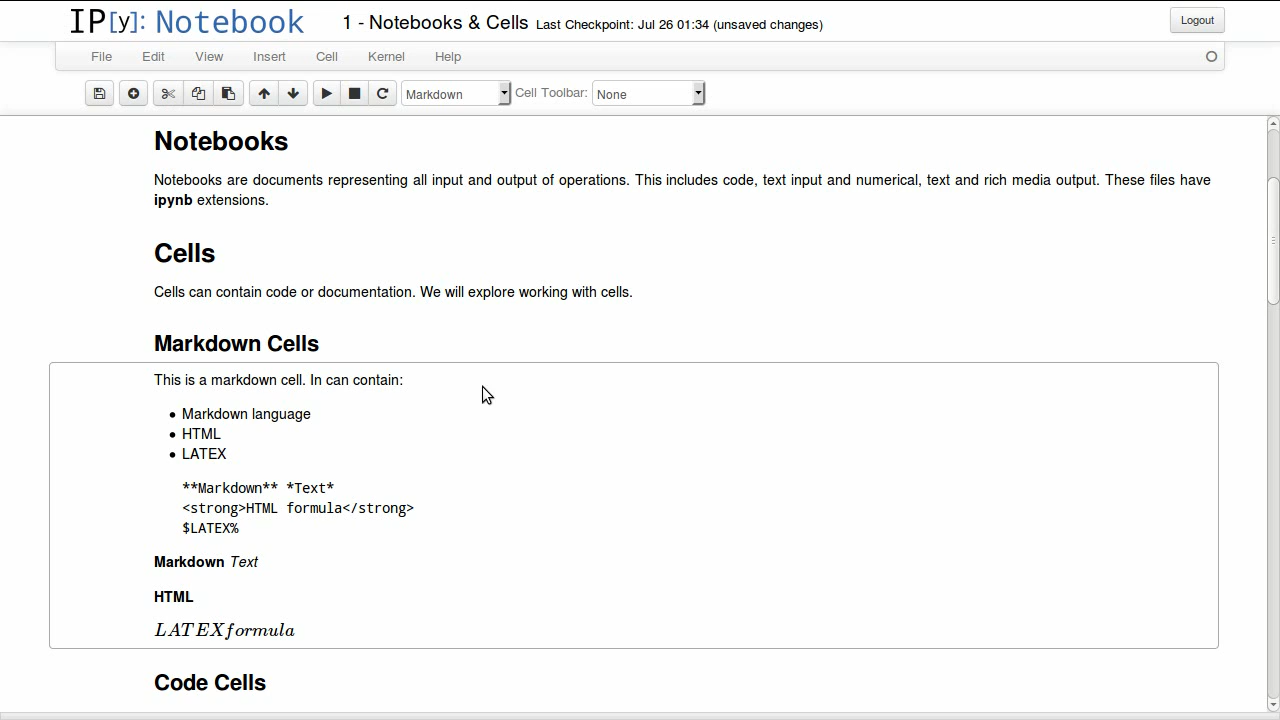 IP[y]: Notebook
1 - Notebooks & Cells Last Checkpoint: Jul 26 01:34 (unsaved changes)
Logout
File Edit View Insert Cell Kernel Help
Markdown Cell Toolbar: None
Notebooks
Notebooks are documents representing all input and output of operations. This includes code, text input and numerical, text and rich media output. These files have
ipynb extensions.
Cells
Cells can contain code or documentation. We will explore working with cells.
Markdown Cells
This is a markdown cell. In can contain:
• Markdown language
• HTML
• LATEX
**Markdown** *Text*
<strong>HTML formula</strong>
$LATEX%
Markdown Text
HTML
LATEXformula
Code Cells